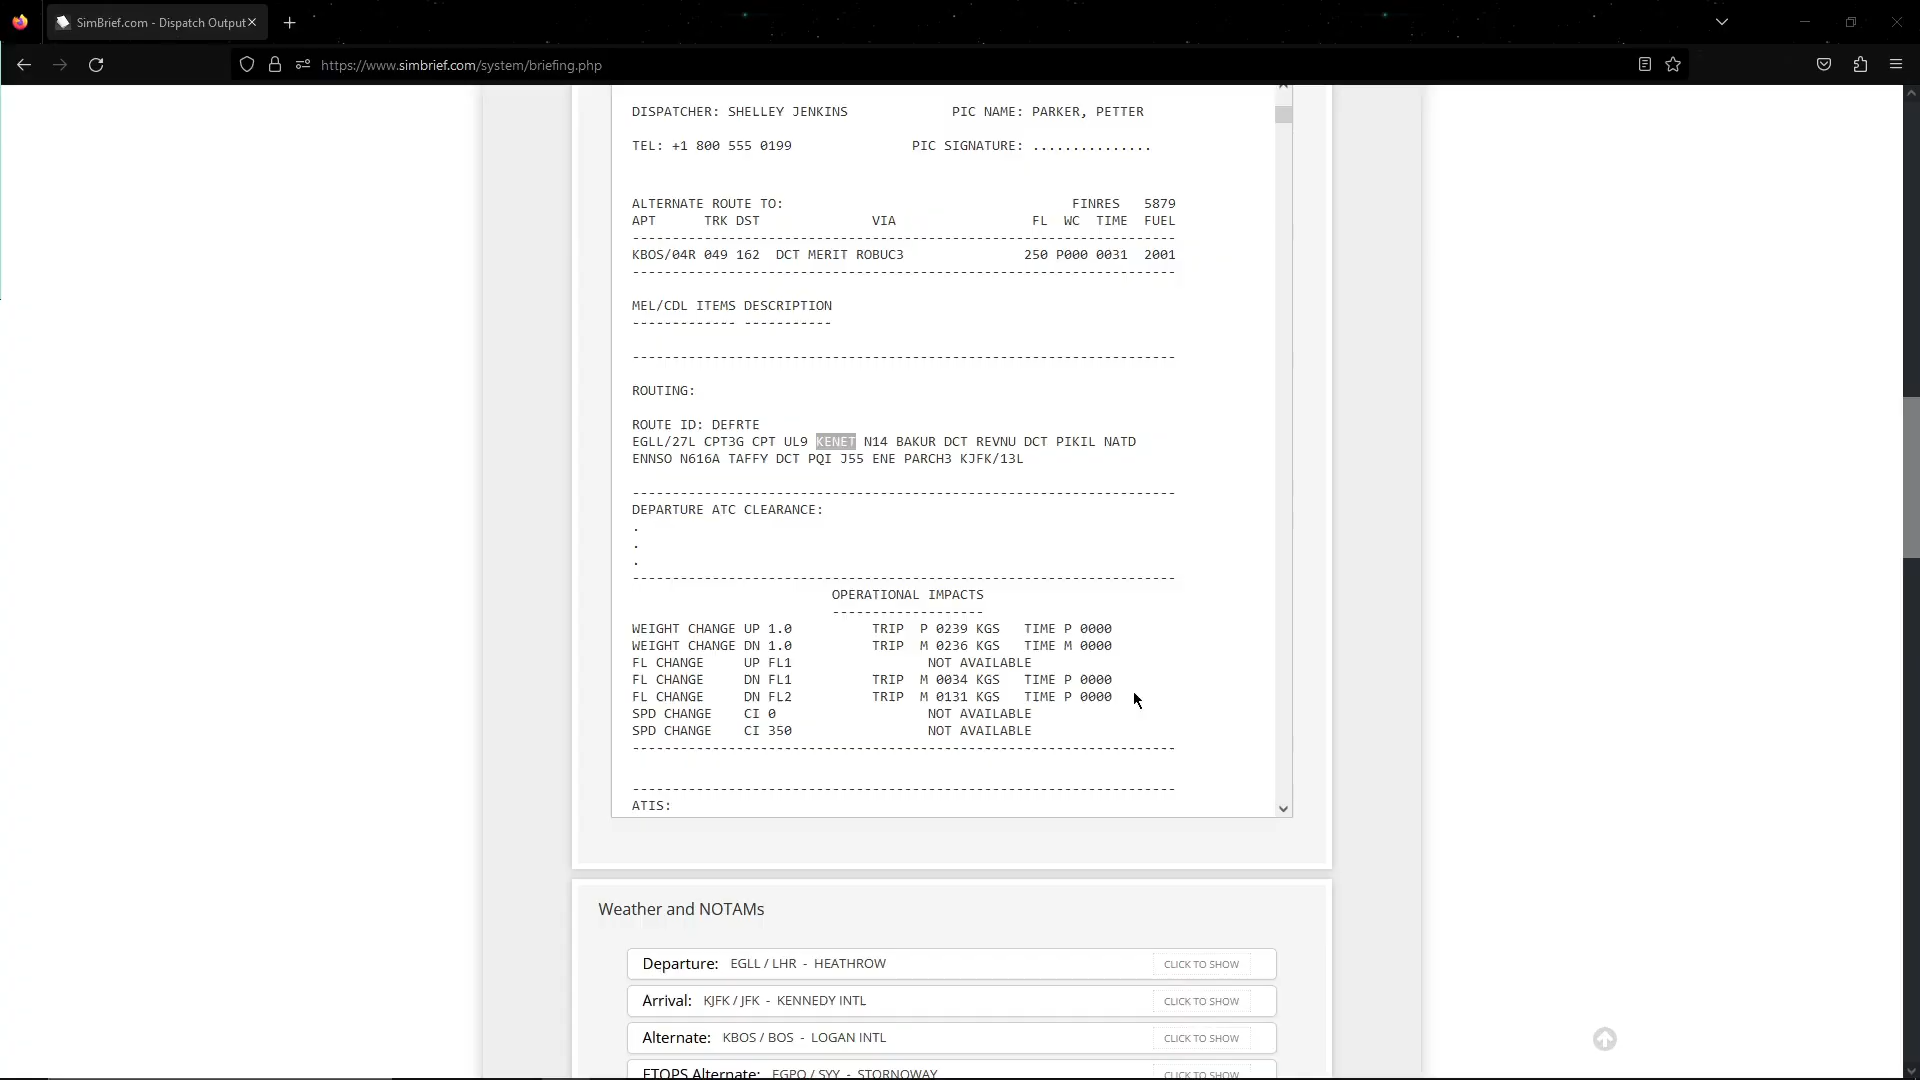 SimBrief.com - Dispatch Output
https://www.simbrief.com/system/briefing.php
DISPATCHER: SHELLEY JENKINS PIC NAME: PARKER, PETTER
TEL: +1 800 555 0199 PIC SIGNATURE: ...............
ALTERNATE ROUTE TO: FINRES 5879
APT TRK DST VIA FL WC TIME FUEL
--------------------------------------------------------------------
KBOS/04R 049 162 DCT MERIT ROBUC3 250 P000 0031 2001
--------------------------------------------------------------------
MEL/CDL ITEMS DESCRIPTION
------------- -----------
--------------------------------------------------------------------
ROUTING:
ROUTE ID: DEFRTE
EGLL/27L CPT3G CPT UL9 KENET N14 BAKUR DCT REVNU DCT PIKIL NATD
ENNSO N616A TAFFY DCT PQI J55 ENE PARCH3 KJFK/13L
--------------------------------------------------------------------
DEPARTURE ATC CLEARANCE:
.
.
.
--------------------------------------------------------------------
OPERATIONAL IMPACTS
-------------------
WEIGHT CHANGE UP 1.0 TRIP P 0239 KGS TIME P 0000
WEIGHT CHANGE DN 1.0 TRIP M 0236 KGS TIME M 0000
FL CHANGE UP FL1 NOT AVAILABLE
FL CHANGE DN FL1 TRIP M 0034 KGS TIME P 0000
FL CHANGE DN FL2 TRIP M 0131 KGS TIME P 0000
SPD CHANGE CI 0 NOT AVAILABLE
SPD CHANGE CI 350 NOT AVAILABLE
--------------------------------------------------------------------
--------------------------------------------------------------------
ATIS:
Weather and NOTAMs
Departure: EGLL / LHR - HEATHROW CLICK TO SHOW
Arrival: KJFK / JFK - KENNEDY INTL CLICK TO SHOW
Alternate: KBOS / BOS - LOGAN INTL CLICK TO SHOW
ETOPS Alternate: EGPO / SYY - STORNOWAY CLICK TO SHOW